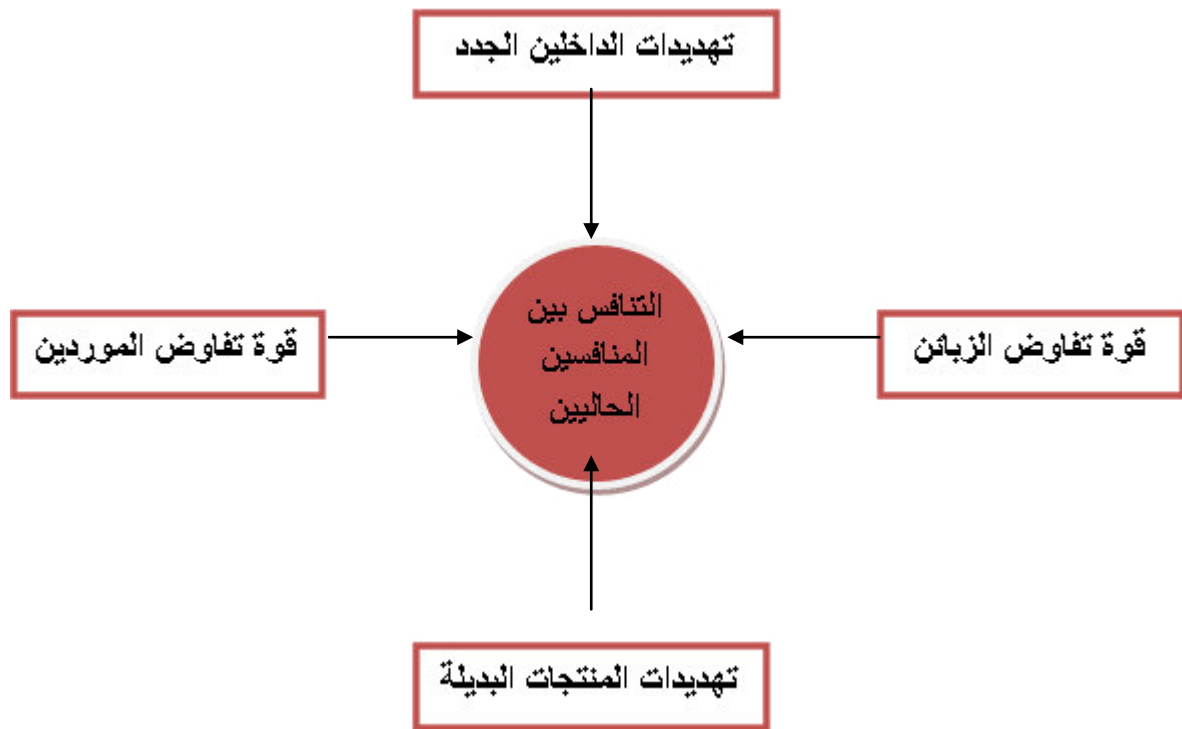 تهديدات الداخلين الجدد
التنافس بين
المنافسين
الحاليين
قوة تفاوض الزبائن
قوة تفاوض الموردين
تهديدات المنتجات البديلة